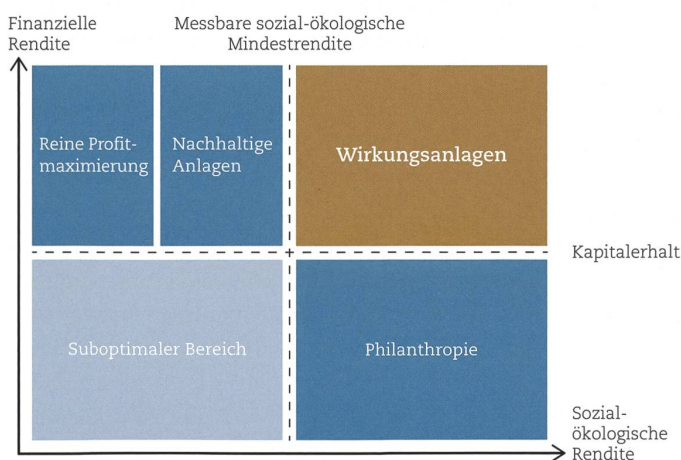 Finanzielle
Rendite
Messbare sozial-ökologische
Mindestrendite
Reine Profit-
maximierung
Nachhaltige
Anlagen
Wirkungsanlagen
Kapitalerhalt
Suboptimaler Bereich
Philanthropie
Sozial-
ökologische
Rendite